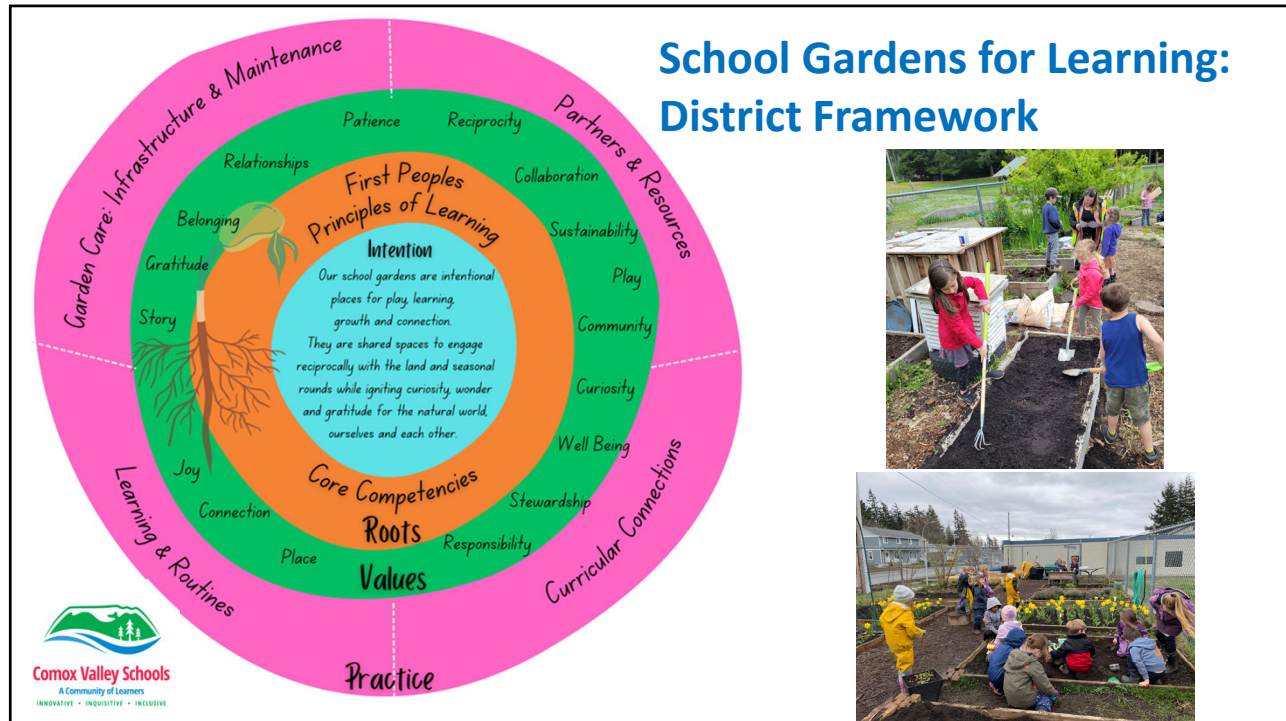 School Gardens for Learning:
District Framework
Garden Care: Infrastructure & Maintenance
Partners & Resources
Curricular Connections
Learning & Routines
Practice
Patience
Reciprocity
Relationships
Collaboration
Belonging
Sustainability
Gratitude
Play
Story
Community
Curiosity
Well Being
Joy
Stewardship
Connection
Responsibility
Place
Values
First Peoples
Principles of Learning
Core Competencies
Roots
Intention
Our school gardens are intentional
places for play, learning,
growth and connection.
They are shared spaces to engage
reciprocally with the land and seasonal
rounds while igniting curiosity, wonder
and gratitude for the natural world,
ourselves and each other.
Comox Valley Schools
A Community of Learners
INNOVATIVE • INQUISITIVE • INCLUSIVE